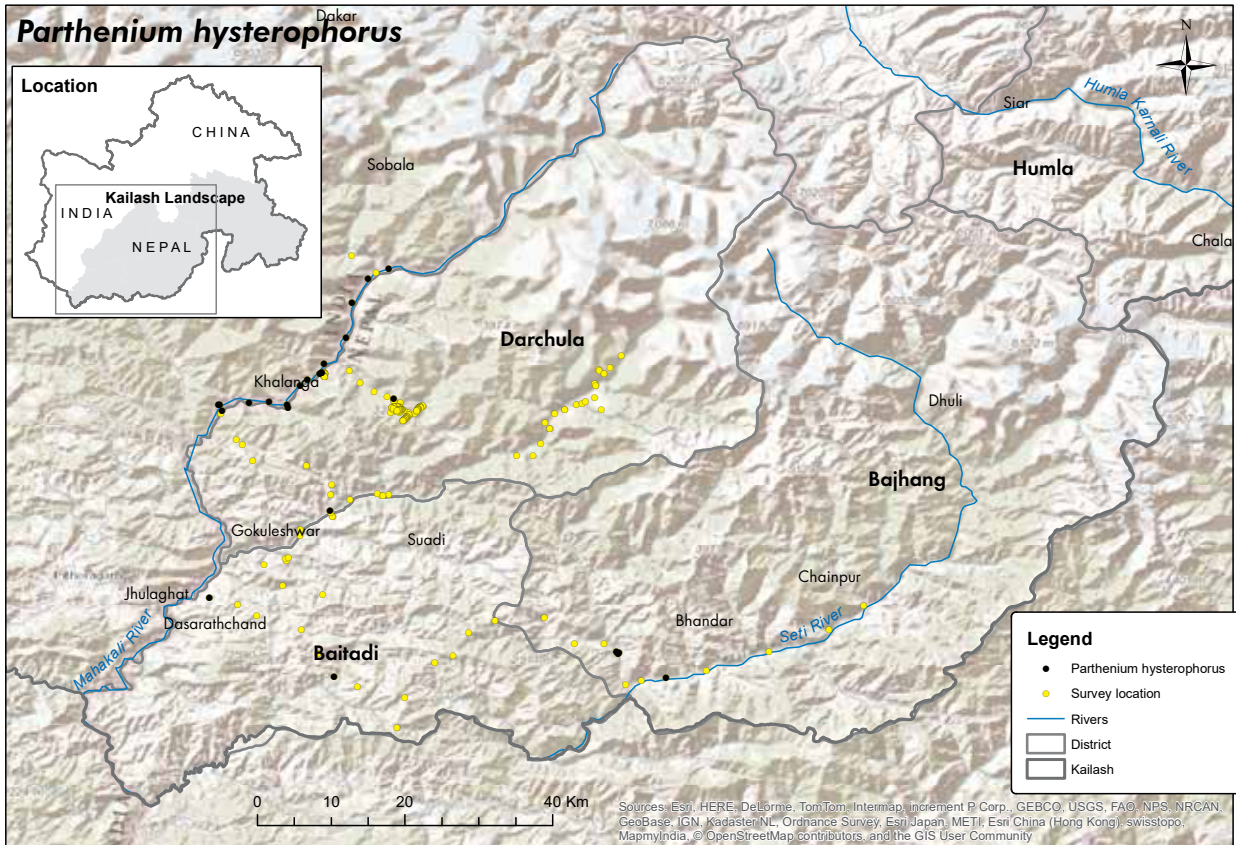 Dakar
Parthenium hysterophorus
N
Location
CHINA
Kailash Landscape
INDIA
NEPAL
Sobala
Siar
Humla Karnali River
Humla
Chala
Darchula
Khalanga
Dhuli
Bajhang
Gokuleshwar
Suadi
Jhulaghat
Chainpur
Dasarathchand
Bhandar
Seti River
Mahakali River
Baitadi
Legend
Parthenium hysterophorus
Survey location
Rivers
District
Kailash
0 10 20 40 Km
Sources: Esri, HERE, DeLorme, TomTom, Intermap, increment P Corp., GEBCO, USGS, FAO, NPS, NRCAN,
GeoBase, IGN, Kadaster NL, Ordnance Survey, Esri Japan, METI, Esri China (Hong Kong), swisstopo,
MapmyIndia, © OpenStreetMap contributors, and the GIS User Community